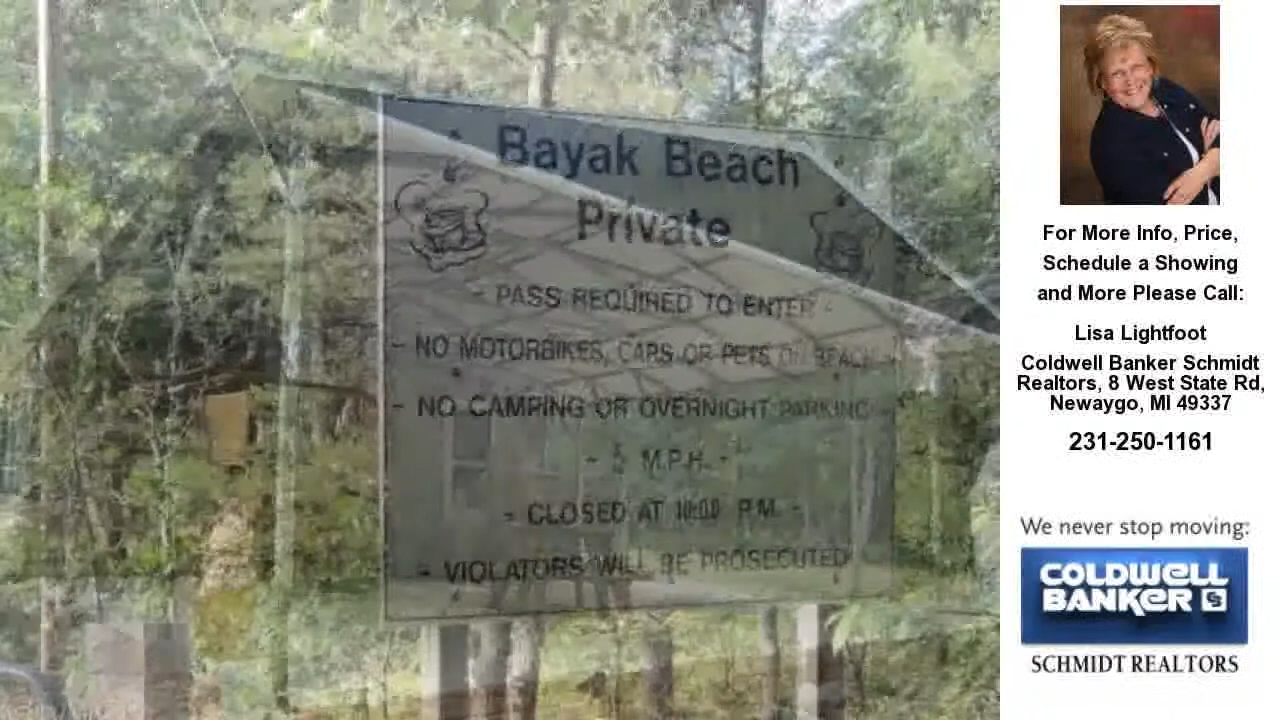 Bayak Beach
Private
- PASS REQUIRED TO ENTER -
- NO MOTORBIKES, CARS OR PETS ON BEACH -
- NO CAMPING OR OVERNIGHT PARKING -
- 5 M.P.H. -
- CLOSED AT 10:00 P.M. -
- VIOLATORS WILL BE PROSECUTED
For More Info, Price,
Schedule a Showing
and More Please Call:
Lisa Lightfoot
Coldwell Banker Schmidt
Realtors, 8 West State Rd,
Newaygo, MI 49337
231-250-1161
We never stop moving:
COLDWELL
BANKER
SCHMIDT REALTORS